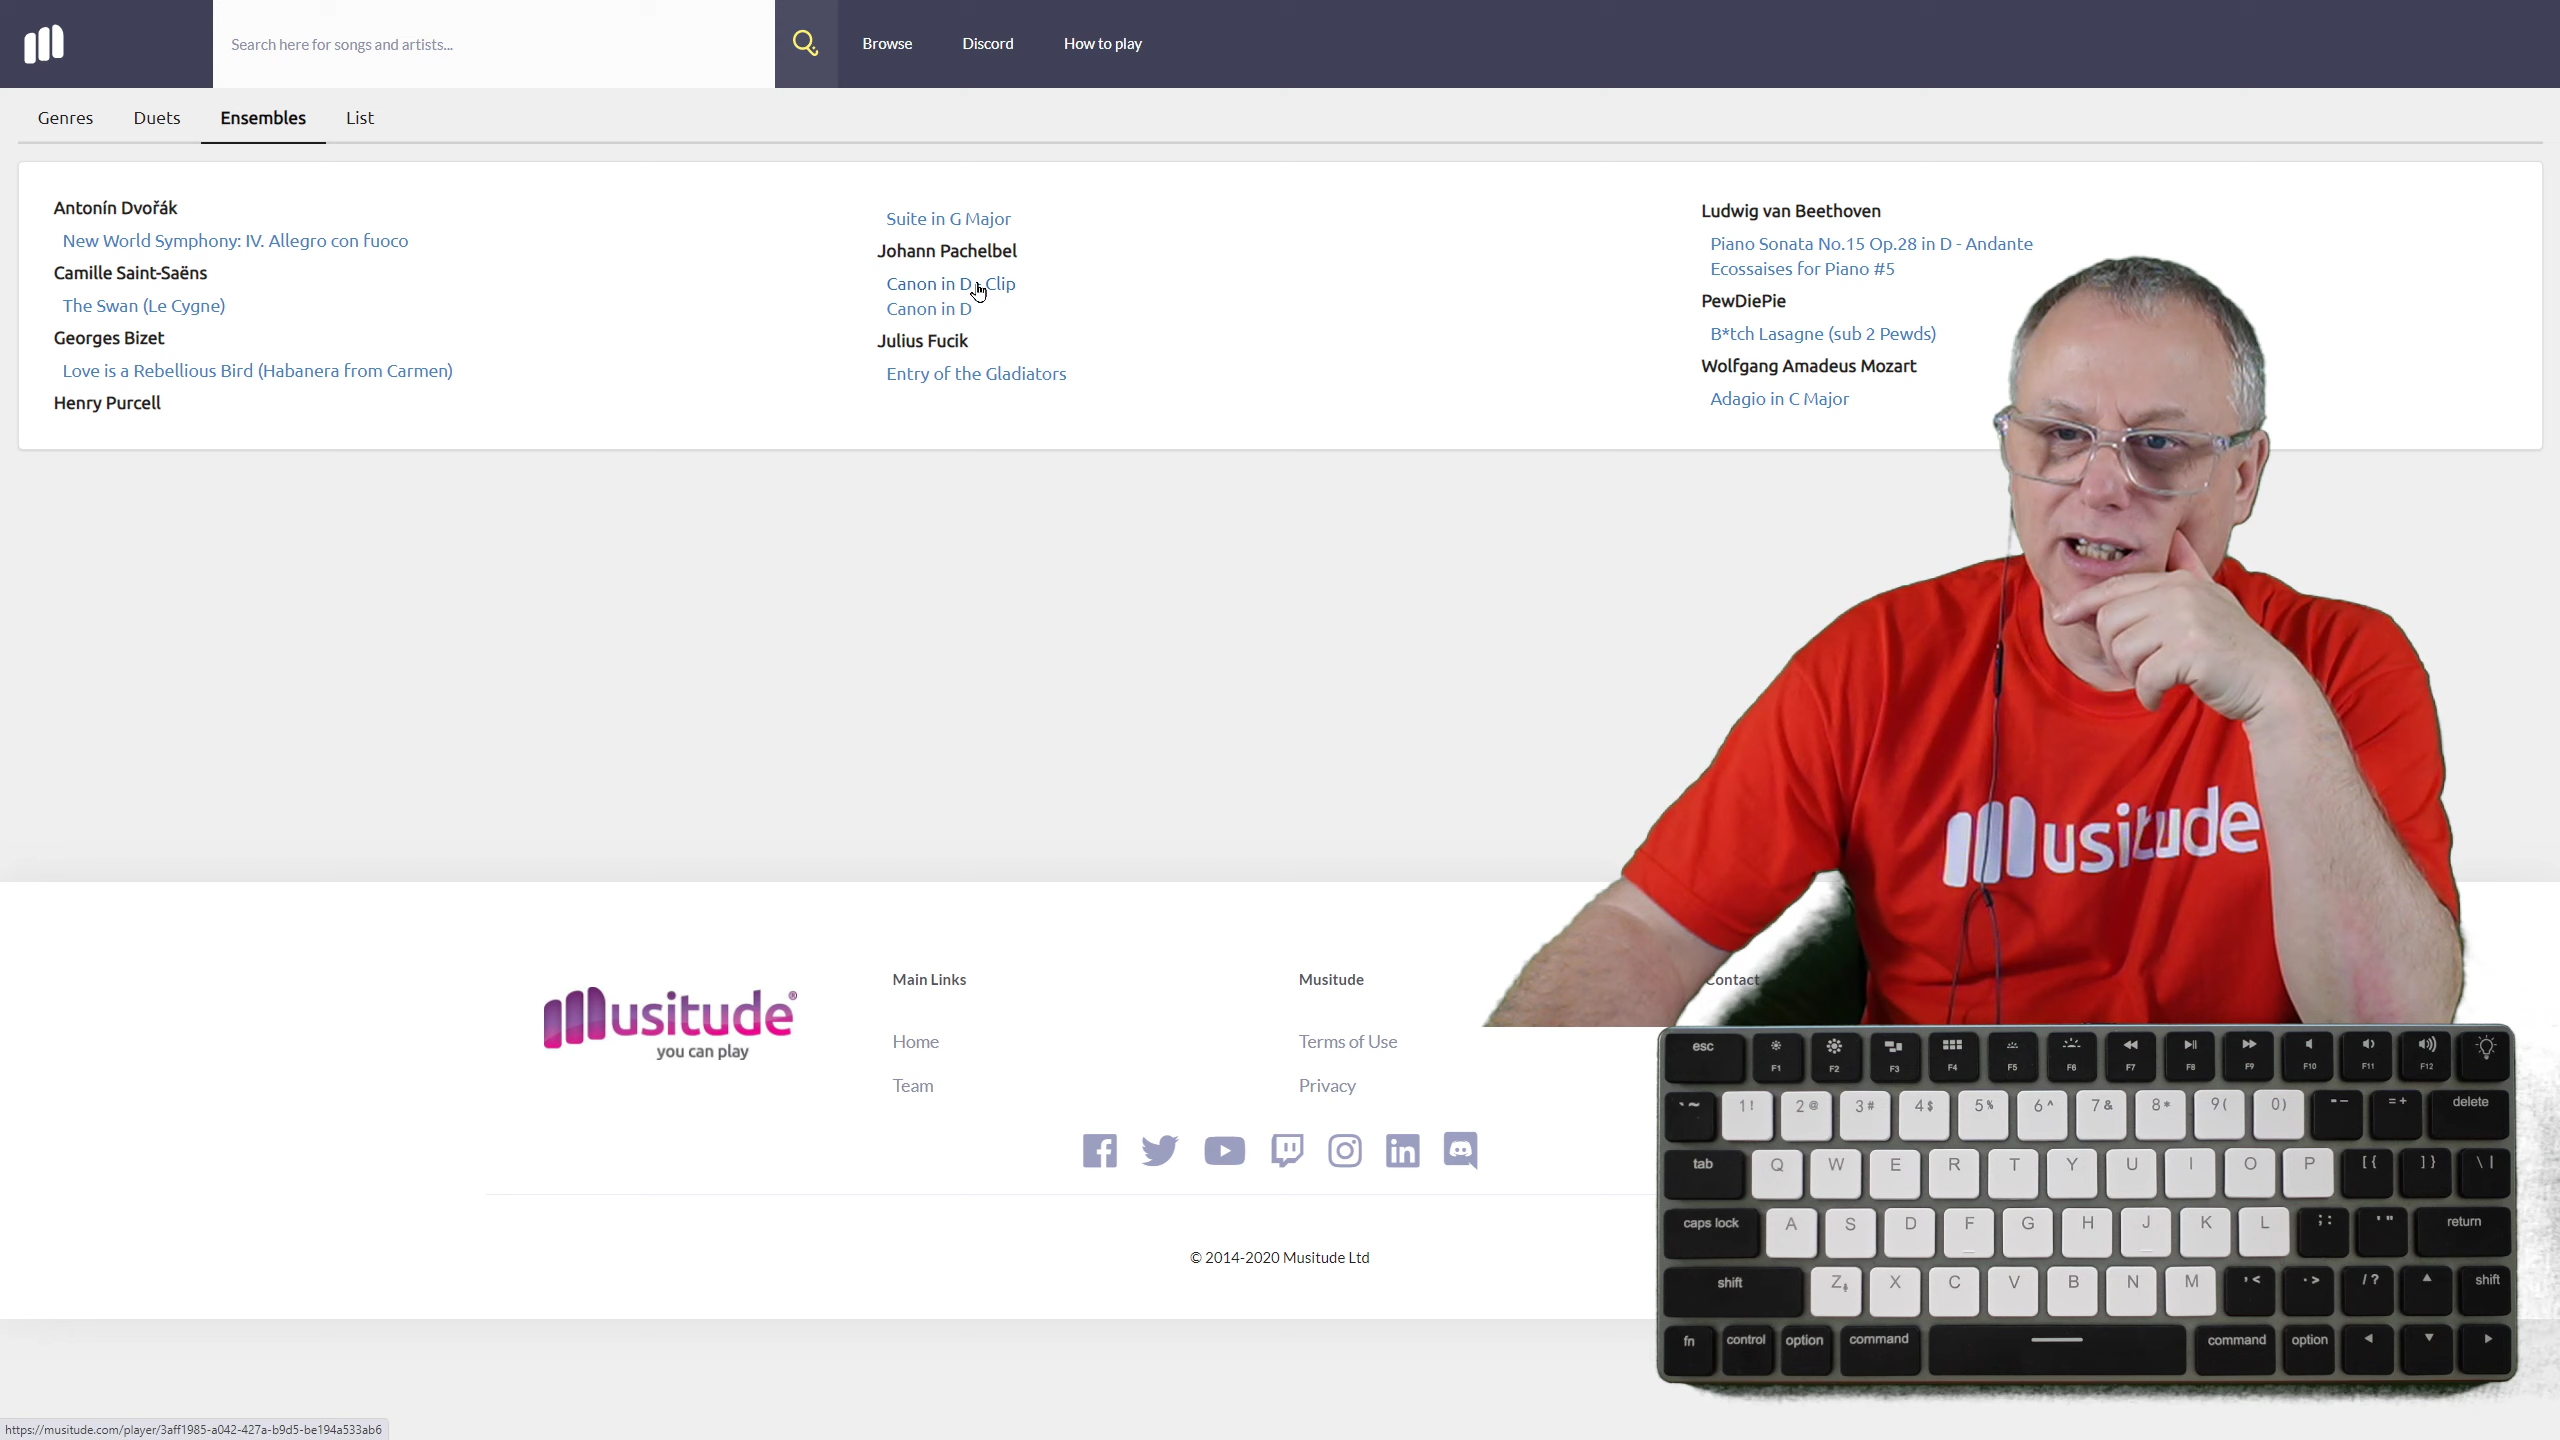 Search here for songs and artists...
Browse
Discord
How to play
Genres
Duets
Ensembles
List
Antonín Dvořák
New World Symphony: IV. Allegro con fuoco
Camille Saint-Saëns
The Swan (Le Cygne)
Georges Bizet
Love is a Rebellious Bird (Habanera from Carmen)
Henry Purcell
Suite in G Major
Johann Pachelbel
Canon in D - Clip
Canon in D
Julius Fucik
Entry of the Gladiators
Ludwig van Beethoven
Piano Sonata No.15 Op.28 in D - Andante
Ecossaises for Piano #5
PewDiePie
B*tch Lasagne (sub 2 Pewds)
Wolfgang Amadeus Mozart
Adagio in C Major
Musitude
Musitude®
you can play
Main Links
Home
Team
Musitude
Terms of Use
Privacy
Contact
© 2014-2020 Musitude Ltd
esc F1 F2 F3 F4 F5 F6 F7 F8 F9 F10 F11 F12
` ~ 1 ! 2 @ 3 # 4 $ 5 % 6 ^ 7 & 8 * 9 ( 0 ) - – = + delete
tab Q W E R T Y U I O P [ { ] } \ |
caps lock A S D F G H J K L ; : ' " return
shift Z X C V B N M , < . > / ? shift
fn control option command command option
https://musitude.com/player/3aff1985-a042-427a-b9d5-be194a533ab6